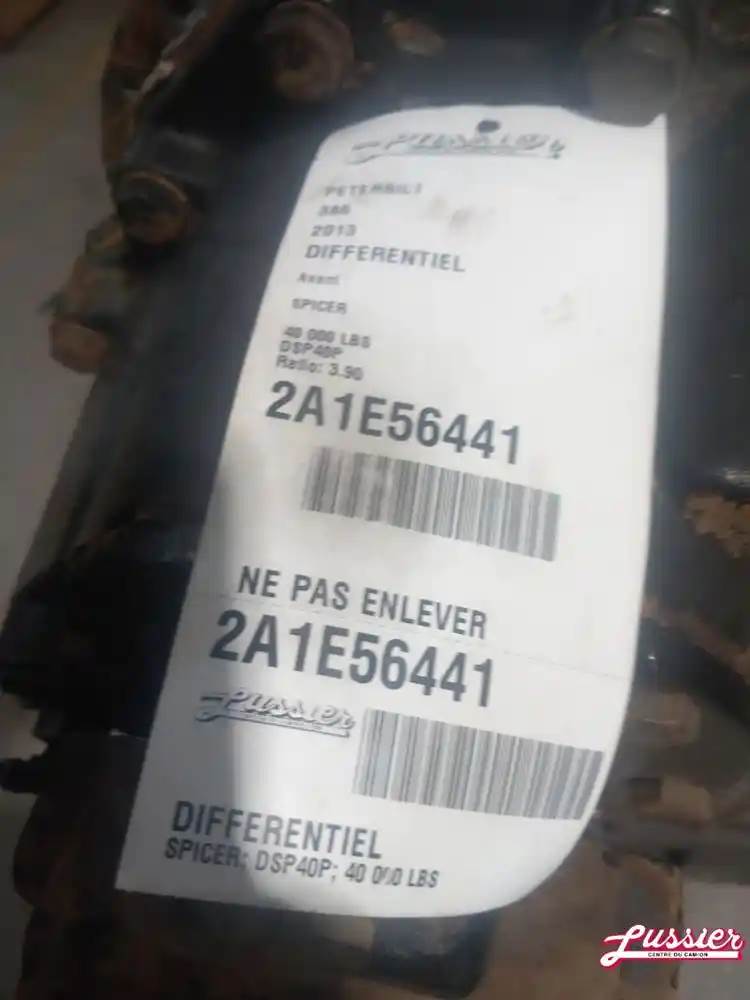 Lussier
PETERBILT
386
2013
DIFFERENTIEL
Avant
SPICER
40 000 LBS
DSP40P
Ratio: 3.90
2A1E56441
NE PAS ENLEVER
2A1E56441
Lussier
DIFFERENTIEL
SPICER; DSP40P; 40 000 LBS
Lussier
CENTRE DU CAMION